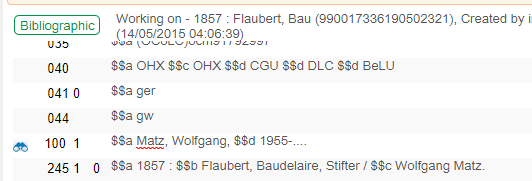 Bibliographic
Working on - 1857 : Flaubert, Bau (990017336190502321), Created by i
(14/05/2015 04:06:39)
035 $$a (OCoLC)ocm91792997
040 $$a OHX $$c OHX $$d CGU $$d DLC $$d BeLU
041 0 $$a ger
044 $$a gw
100 1 $$a Matz, Wolfgang, $$d 1955-....
245 1 0 $$a 1857 : $$b Flaubert, Baudelaire, Stifter / $$c Wolfgang Matz.